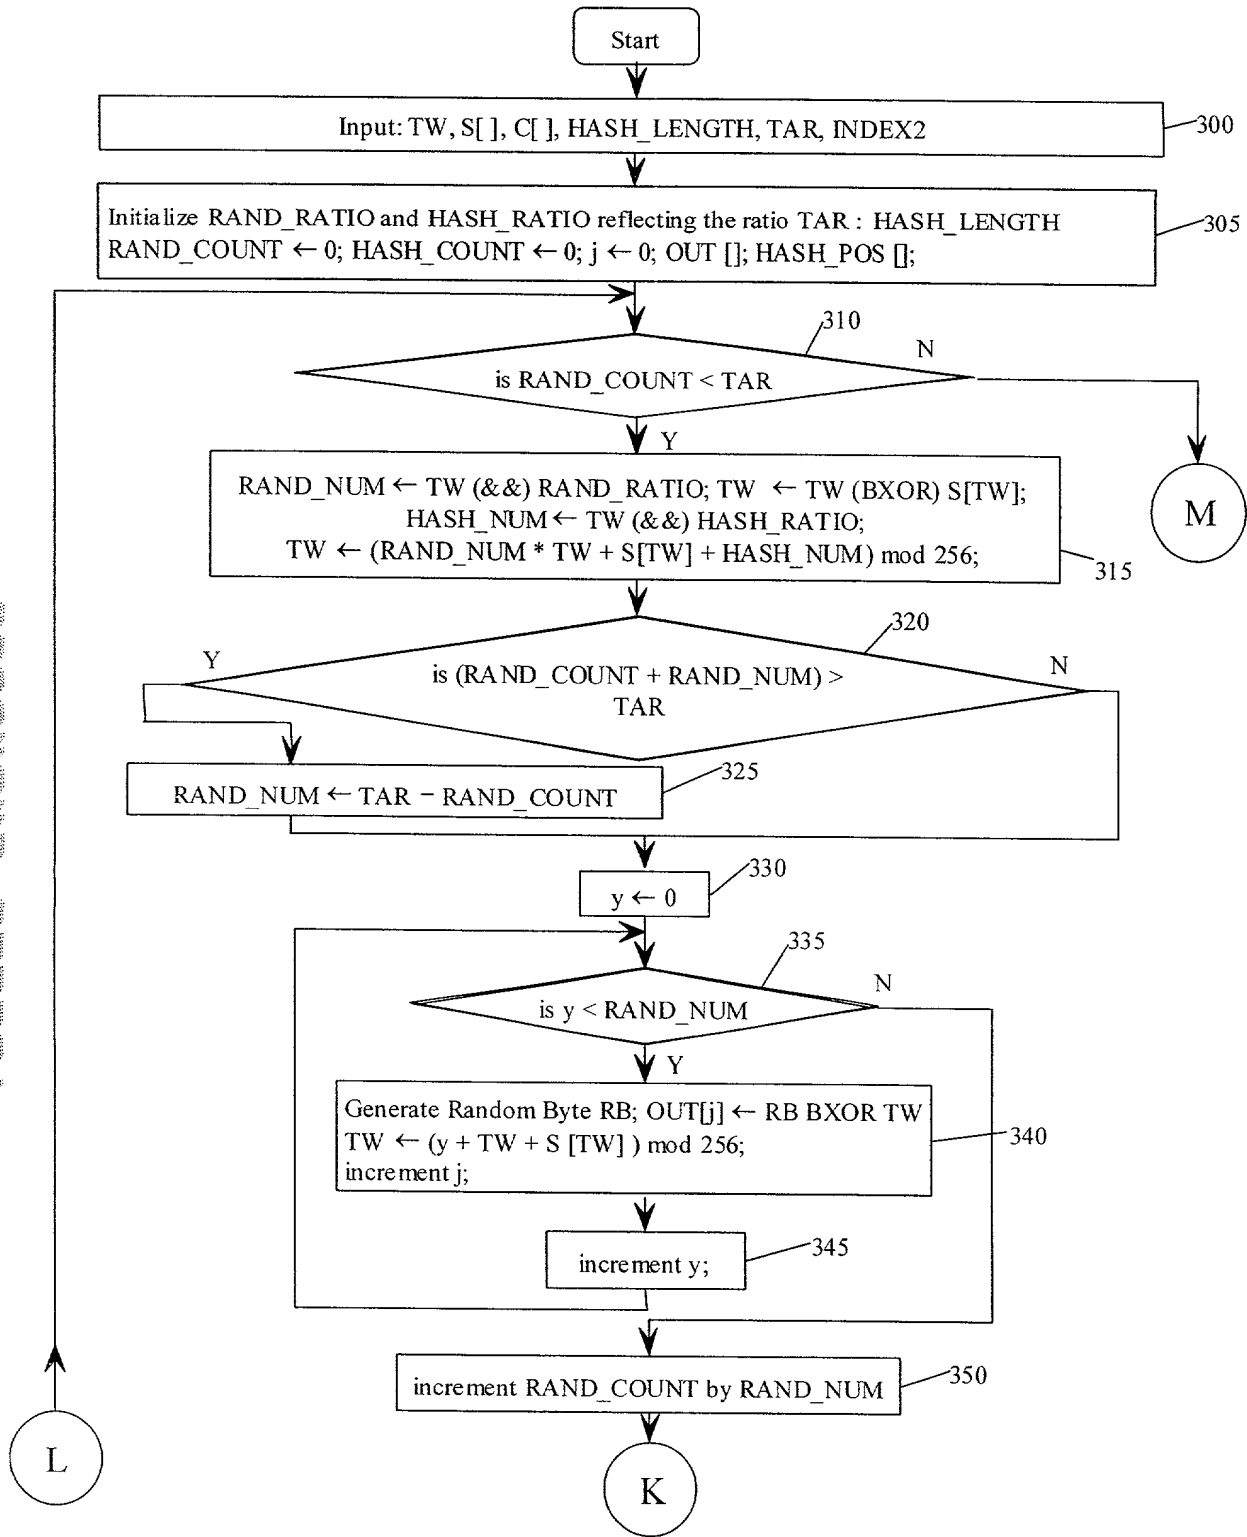 Start
Input: TW, S[ ], C[ ], HASH_LENGTH, TAR, INDEX2
300
Initialize RAND_RATIO and HASH_RATIO reflecting the ratio TAR : HASH_LENGTH
RAND_COUNT ← 0; HASH_COUNT ← 0; j ← 0; OUT []; HASH_POS [];
305
310
N
is RAND_COUNT < TAR
Y
RAND_NUM ← TW (&&) RAND_RATIO; TW ← TW (BXOR) S[TW];
HASH_NUM ← TW (&&) HASH_RATIO;
TW ← (RAND_NUM * TW + S[TW] + HASH_NUM) mod 256;
M
315
320
Y
N
is (RAND_COUNT + RAND_NUM) >
TAR
325
RAND_NUM ← TAR − RAND_COUNT
330
y ← 0
335
N
is y < RAND_NUM
Y
Generate Random Byte RB; OUT[j] ← RB BXOR TW
TW ← (y + TW + S [TW] ) mod 256;
increment j;
340
345
increment y;
350
increment RAND_COUNT by RAND_NUM
L
K